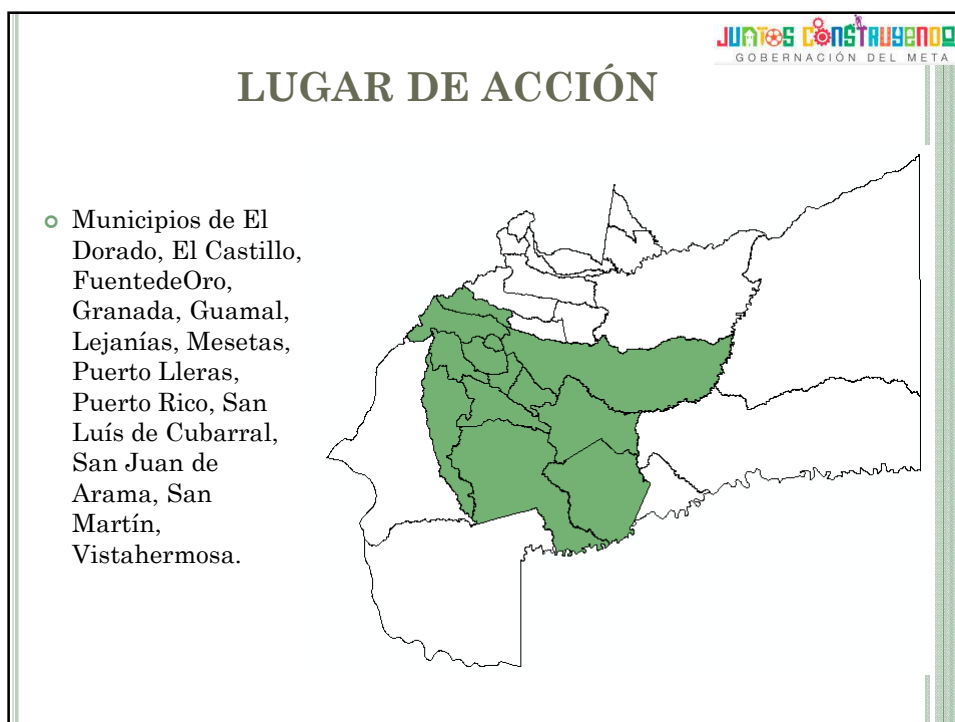 JUNTOS CONSTRUYENDO
GOBERNACIÓN DEL META
LUGAR DE ACCIÓN
Municipios de El
Dorado, El Castillo,
FuentedeOro,
Granada, Guamal,
Lejanías, Mesetas,
Puerto Lleras,
Puerto Rico, San
Luís de Cubarral,
San Juan de
Arama, San
Martín,
Vistahermosa.